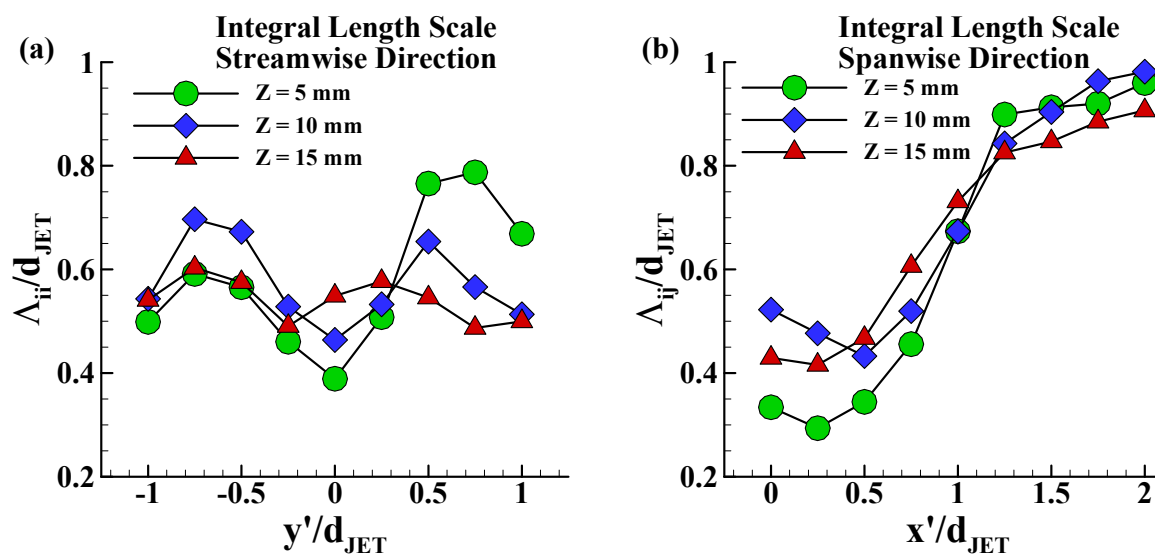 (a)
Integral Length Scale
Streamwise Direction
Z = 5 mm
Z = 10 mm
Z = 15 mm
1
0.8
0.6
0.4
0.2
Λii/dJET
-1 -0.5 0 0.5 1
y'/dJET
(b)
Integral Length Scale
Spanwise Direction
Z = 5 mm
Z = 10 mm
Z = 15 mm
1
0.8
0.6
0.4
0.2
Λij/dJET
0 0.5 1 1.5 2
x'/dJET